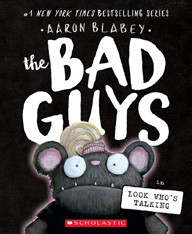 #1 NEW YORK TIMES BESTSELLING SERIES
AARON BLABEY
the BAD
GUYS
in
LOOK WHO'S
TALKING
SCHOLASTIC